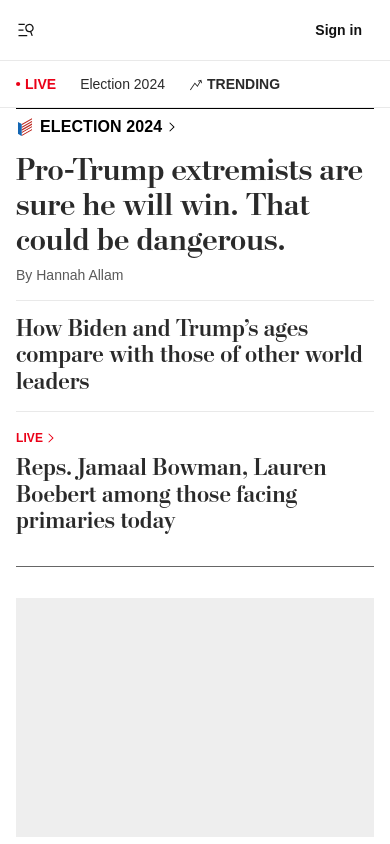 Sign in
LIVE
Election 2024
TRENDING
ELECTION 2024
Pro-Trump extremists are
sure he will win. That
could be dangerous.
By Hannah Allam
How Biden and Trump’s ages
compare with those of other world
leaders
LIVE
Reps. Jamaal Bowman, Lauren
Boebert among those facing
primaries today